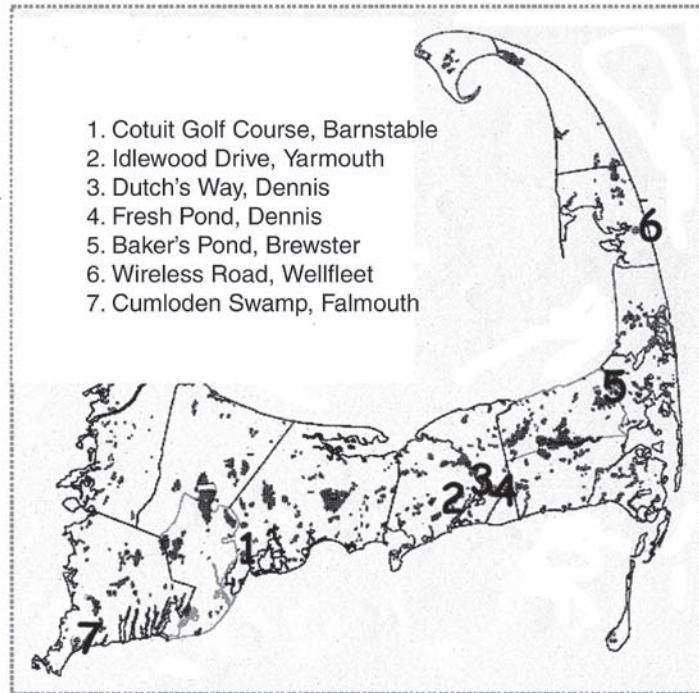 1. Cotuit Golf Course, Barnstable
2. Idlewood Drive, Yarmouth
3. Dutch's Way, Dennis
4. Fresh Pond, Dennis
5. Baker's Pond, Brewster
6. Wireless Road, Wellfleet
7. Cumloden Swamp, Falmouth
6
5
3
4
2
1
7